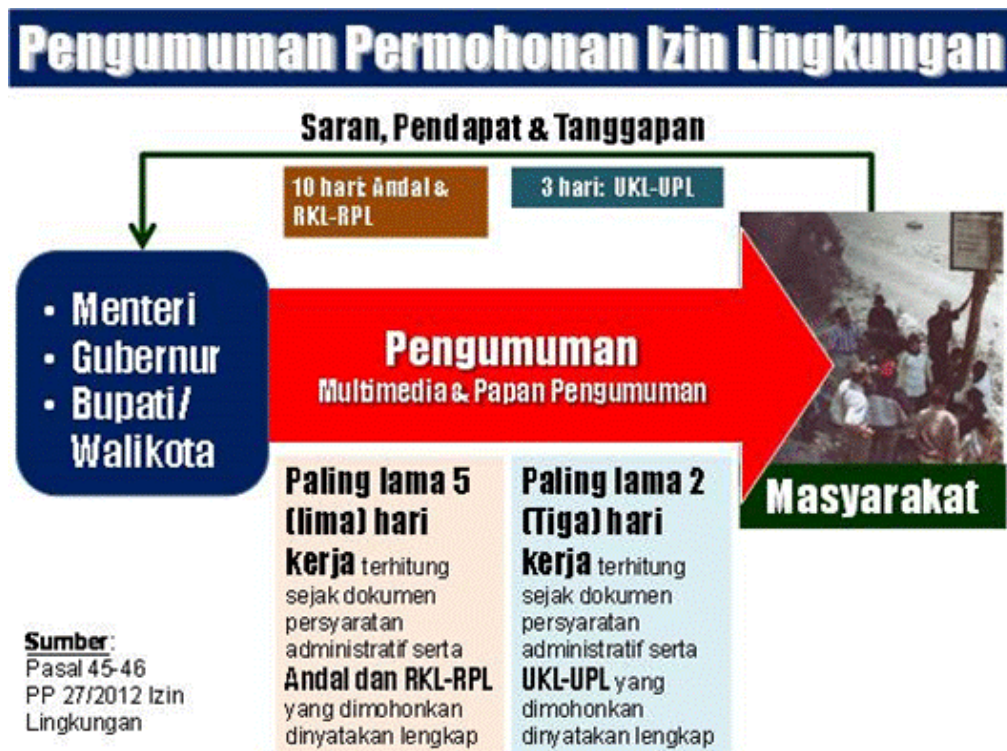 Pengumuman Permohonan Izin Lingkungan
Saran, Pendapat & Tanggapan
10 hari: Andal &
RKL-RPL
3 hari: UKL-UPL
• Menteri
• Gubernur
• Bupati/
Walikota
Pengumuman
Multimedia & Papan Pengumuman
Masyarakat
Paling lama 5
(lima) hari
kerja terhitung
sejak dokumen
persyaratan
administratif serta
Andal dan RKL-RPL
yang dimohonkan
dinyatakan lengkap
Paling lama 2
(Tiga) hari
kerja terhitung
sejak dokumen
persyaratan
administratif serta
UKL-UPL yang
dimohonkan
dinyatakan lengkap
Sumber:
Pasal 45-46
PP 27/2012 Izin
Lingkungan